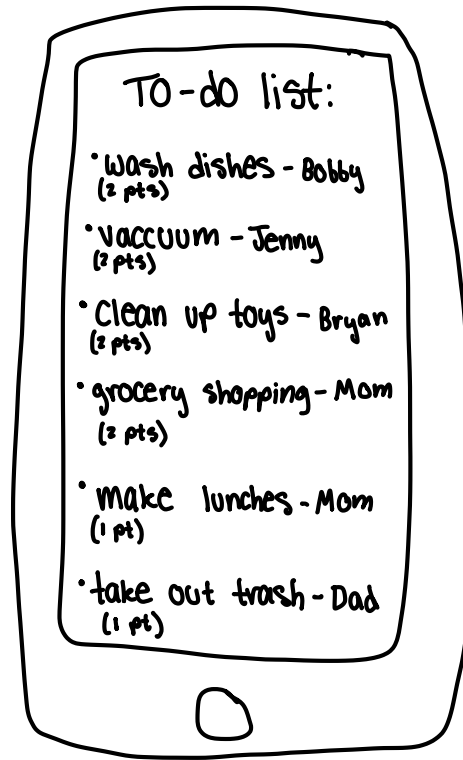 To-do list:
• wash dishes - Bobby
(2 pts)
• vaccuum - Jenny
(2 pts)
• clean up toys - Bryan
(2 pts)
• grocery shopping - Mom
(2 pts)
• make lunches - Mom
(1 pt)
• take out trash - Dad
(1 pt)